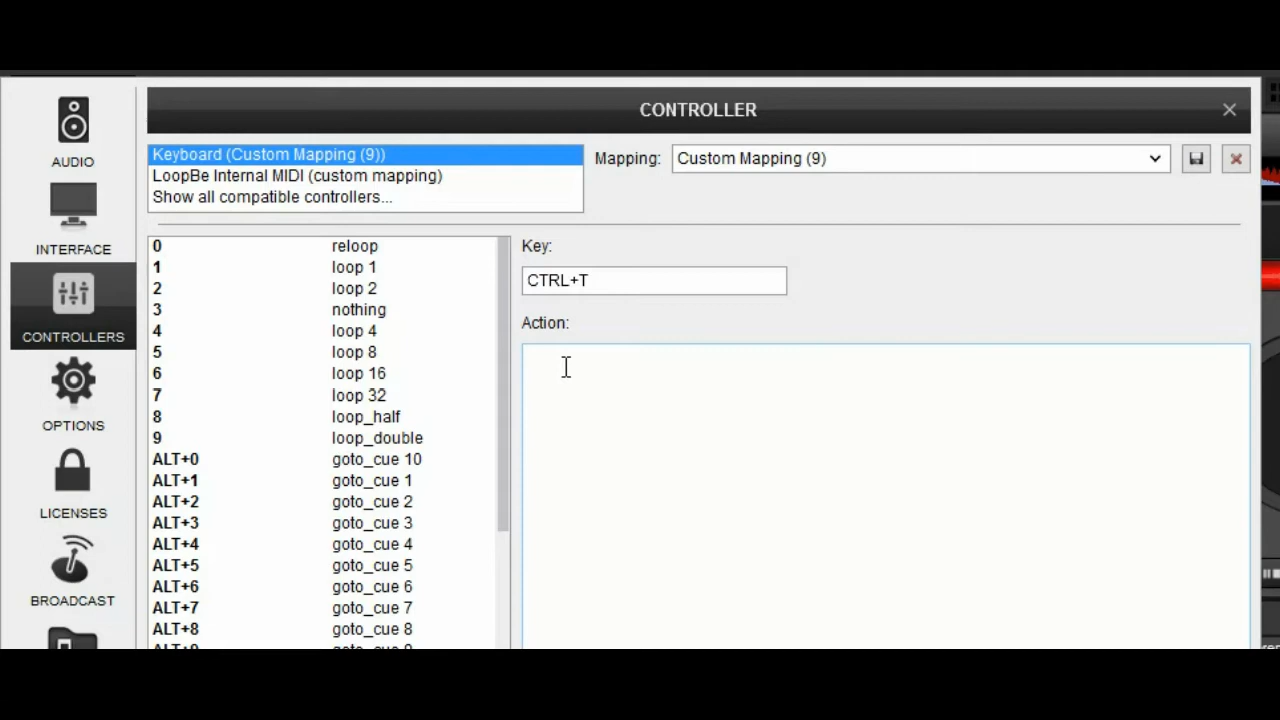 CONTROLLER
AUDIO
INTERFACE
CONTROLLERS
OPTIONS
LICENSES
BROADCAST
Keyboard (Custom Mapping (9))
LoopBe Internal MIDI (custom mapping)
Show all compatible controllers...
Mapping: Custom Mapping (9)
0 reloop
1 loop 1
2 loop 2
3 nothing
4 loop 4
5 loop 8
6 loop 16
7 loop 32
8 loop_half
9 loop_double
ALT+0 goto_cue 10
ALT+1 goto_cue 1
ALT+2 goto_cue 2
ALT+3 goto_cue 3
ALT+4 goto_cue 4
ALT+5 goto_cue 5
ALT+6 goto_cue 6
ALT+7 goto_cue 7
ALT+8 goto_cue 8
Key:
CTRL+T
Action: